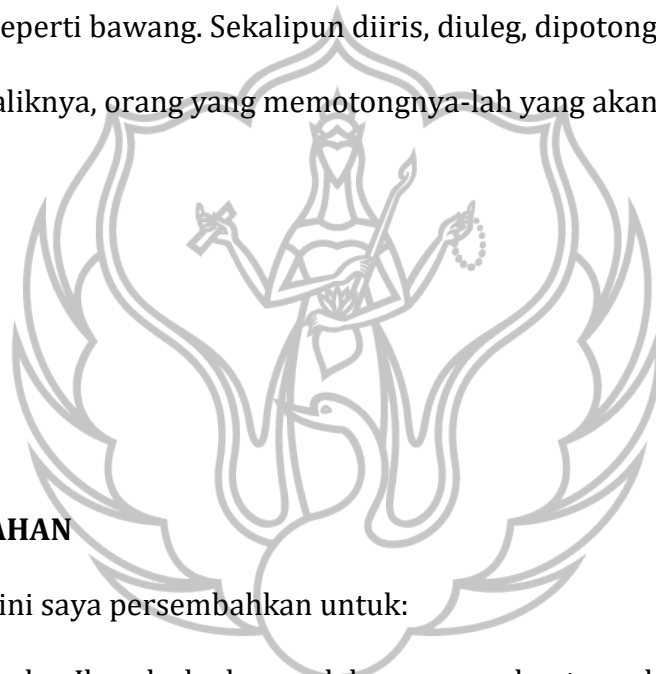 eperti bawang. Sekalipun diiris, diuleg, dipotong
aliknya, orang yang memotongnya-lah yang akan
AHAN
ini saya persembahkan untuk: